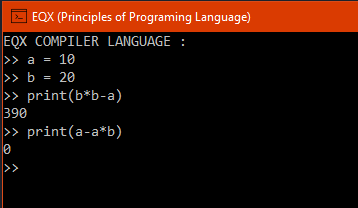 EQX (Principles of Programing Language)
EQX COMPILER LANGUAGE :
>> a = 10
>> b = 20
>> print(b*b-a)
390
>> print(a-a*b)
0
>>